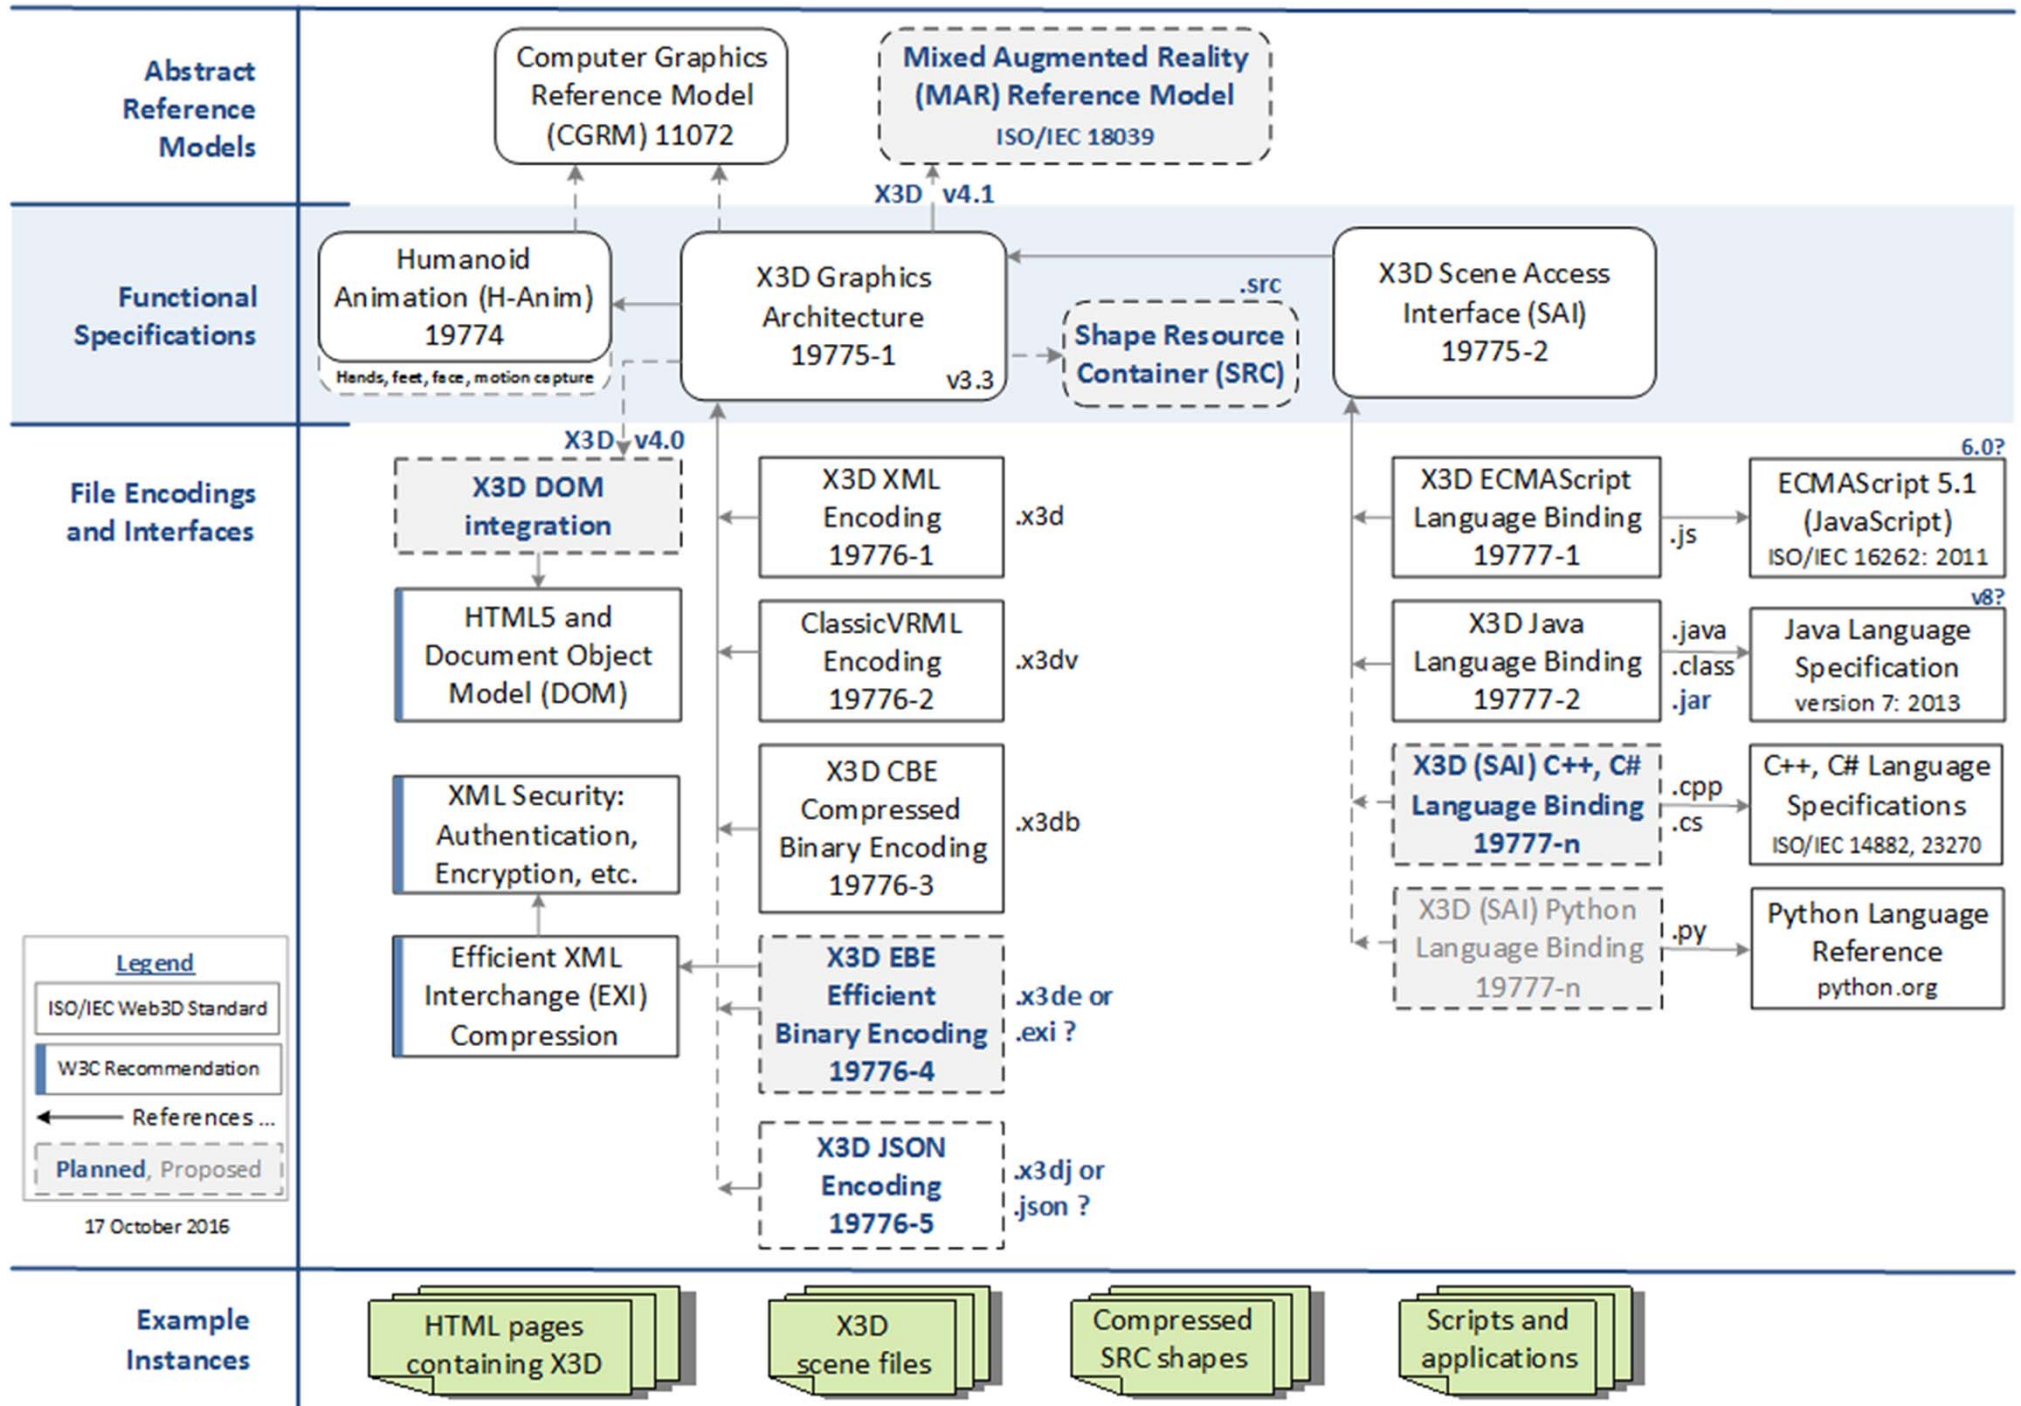 Abstract
Reference
Models
Computer Graphics
Reference Model
(CGRM) 11072
Mixed Augmented Reality
(MAR) Reference Model
ISO/IEC 18039
X3D v4.1
Functional
Specifications
Humanoid
Animation (H-Anim)
19774
Hands, feet, face, motion capture
X3D Graphics
Architecture
19775-1
v3.3
.src
Shape Resource
Container (SRC)
X3D Scene Access
Interface (SAI)
19775-2
File Encodings
and Interfaces
X3D v4.0
X3D DOM
integration
HTML5 and
Document Object
Model (DOM)
XML Security:
Authentication,
Encryption, etc.
Efficient XML
Interchange (EXI)
Compression
X3D XML
Encoding
19776-1
.x3d
ClassicVRML
Encoding
19776-2
.x3dv
X3D CBE
Compressed
Binary Encoding
19776-3
.x3db
X3D EBE
Efficient
Binary Encoding
19776-4
.x3de or
.exi ?
X3D JSON
Encoding
19776-5
.x3dj or
.json ?
X3D ECMAScript
Language Binding
19777-1
.js
6.0?
ECMAScript 5.1
(JavaScript)
ISO/IEC 16262: 2011
X3D Java
Language Binding
19777-2
.java
.class
.jar
v8?
Java Language
Specification
version 7: 2013
X3D (SAI) C++, C#
Language Binding
19777-n
.cpp
.cs
C++, C# Language
Specifications
ISO/IEC 14882, 23270
X3D (SAI) Python
Language Binding
19777-n
.py
Python Language
Reference
python.org
Legend
ISO/IEC Web3D Standard
W3C Recommendation
References ...
Planned, Proposed
17 October 2016
Example
Instances
HTML pages
containing X3D
X3D
scene files
Compressed
SRC shapes
Scripts and
applications